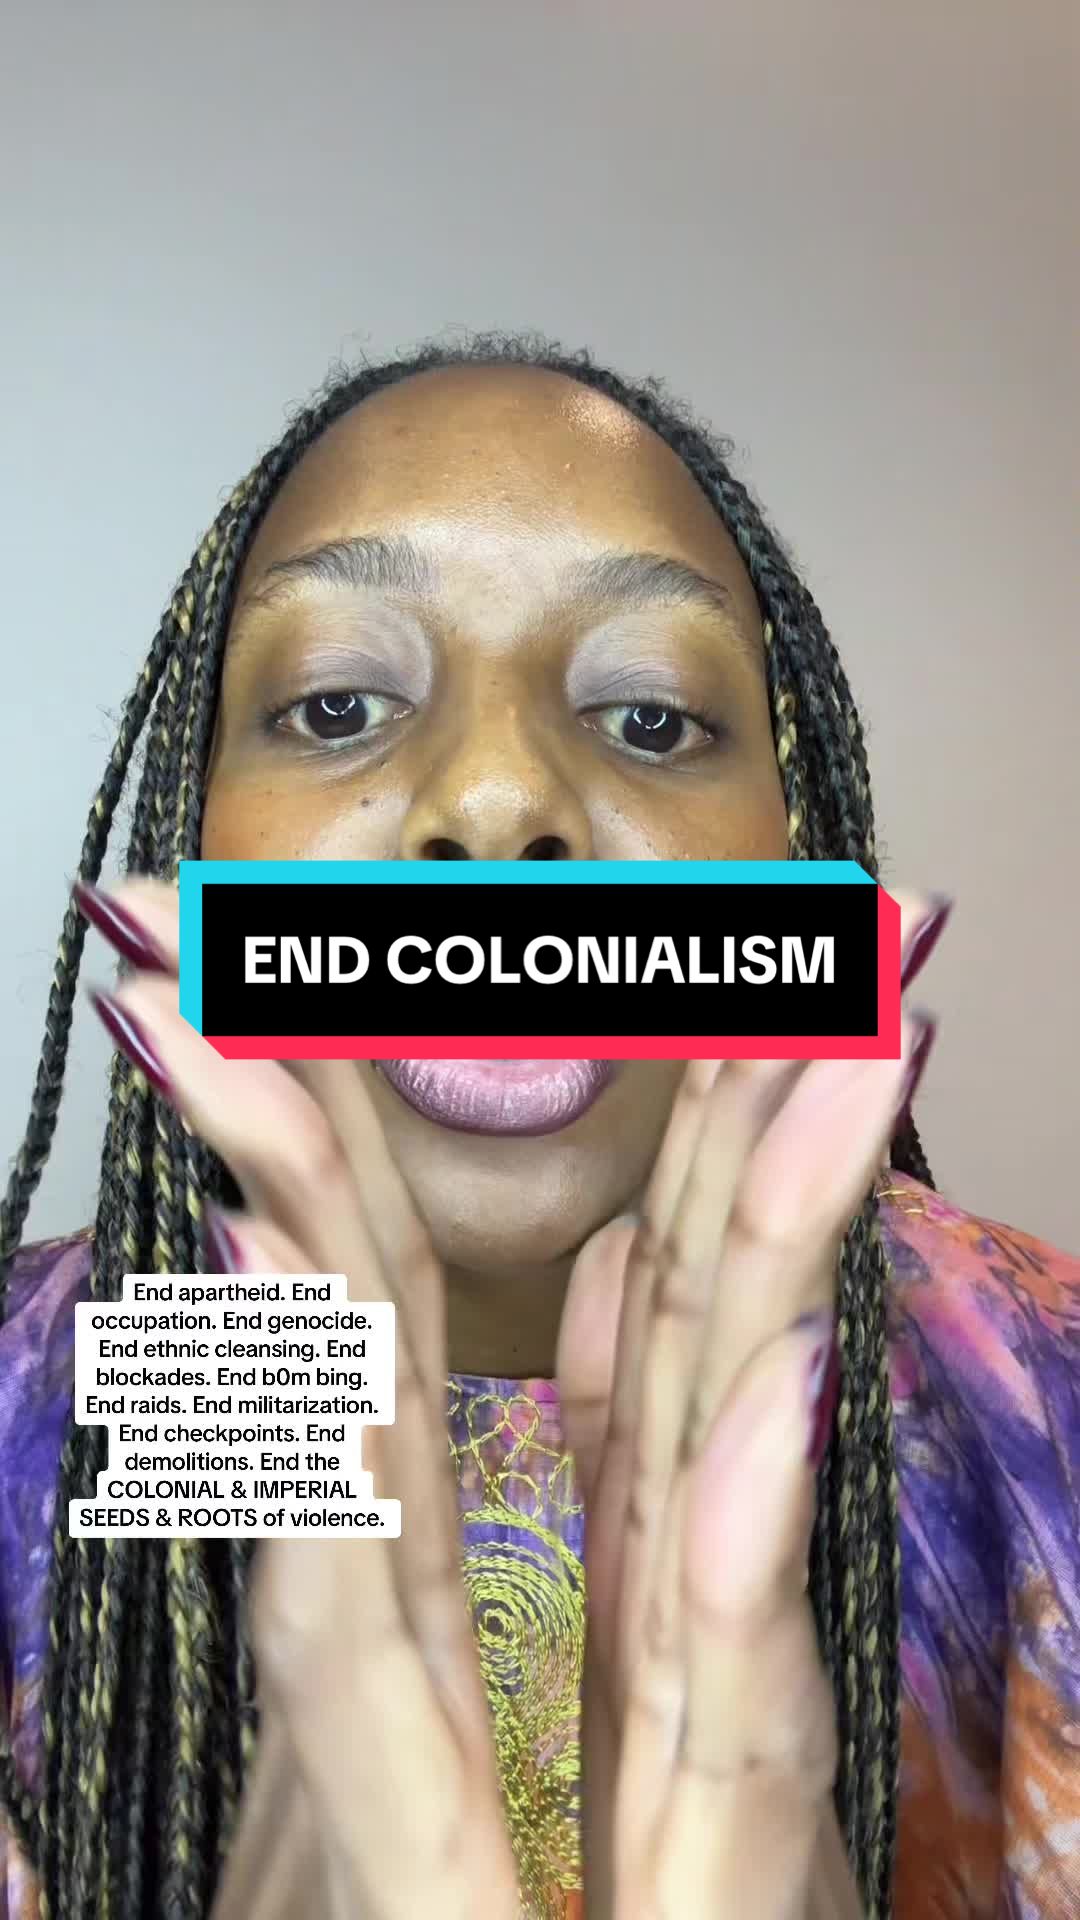 END COLONIALISM
End apartheid. End
occupation. End genocide.
End ethnic cleansing. End
blockades. End b0m bing.
End raids. End militarization.
End checkpoints. End
demolitions. End the
COLONIAL & IMPERIAL
SEEDS & ROOTS of violence.